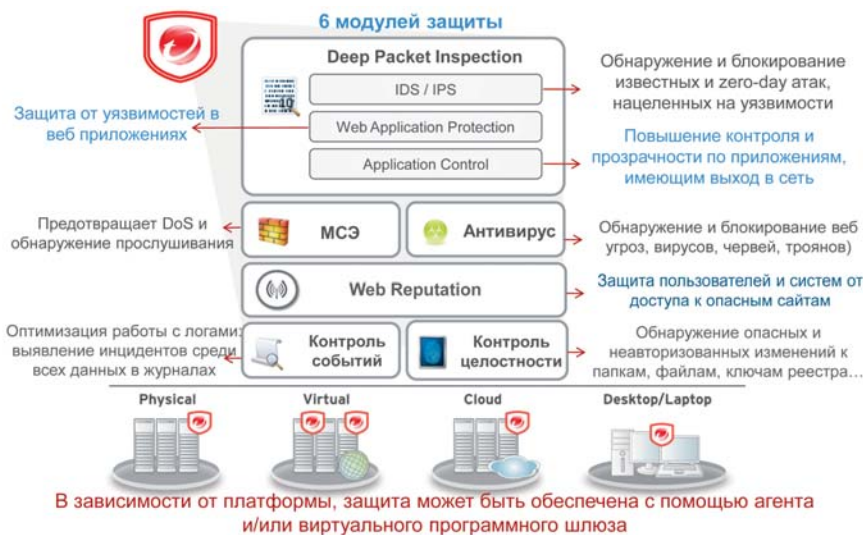 6 модулей защиты
Deep Packet Inspection
10
IDS / IPS
Web Application Protection
Application Control
Обнаружение и блокирование
известных и zero-day атак,
нацеленных на уязвимости
Защита от уязвимостей в
веб приложениях
Повышение контроля и
прозрачности по приложениям,
имеющим выход в сеть
Предотвращает DoS и
обнаружение прослушивания
МСЭ
Антивирус
Обнаружение и блокирование веб
угроз, вирусов, червей, троянов)
Web Reputation
Защита пользователей и систем от
доступа к опасным сайтам
Оптимизация работы с логами:
выявление инцидентов среди
всех данных в журналах
Контроль
событий
Контроль
целостности
Обнаружение опасных и
неавторизованных изменений к
папкам, файлам, ключам реестра…
Physical
Virtual
Cloud
Desktop/Laptop
В зависимости от платформы, защита может быть обеспечена с помощью агента
и/или виртуального программного шлюза